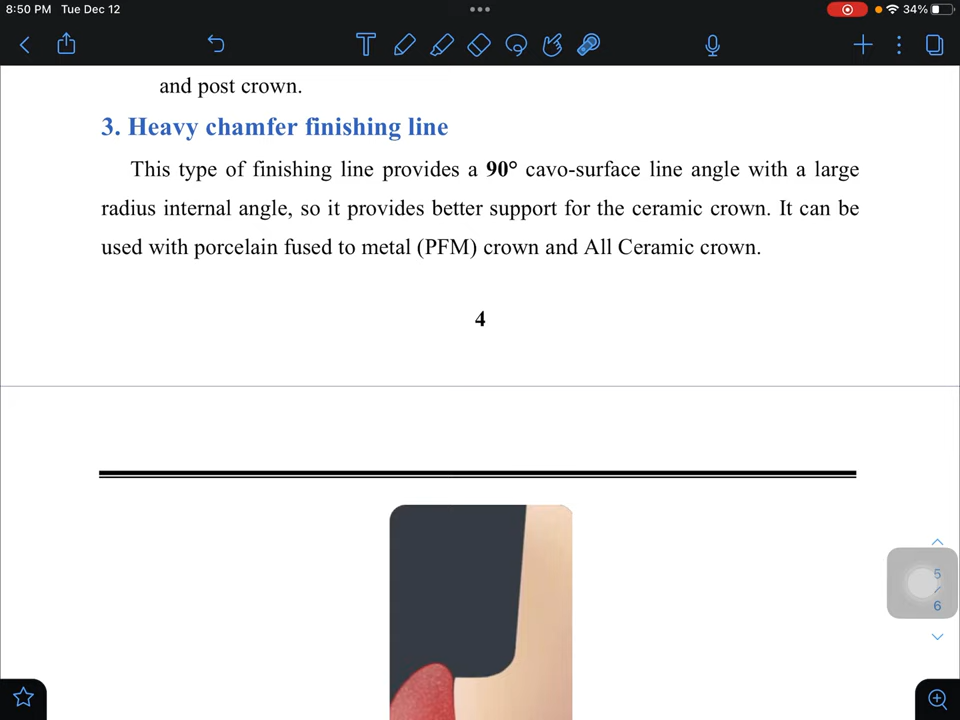 8:50 PM Tue Dec 12
34%
T
and post crown.
3. Heavy chamfer finishing line
This type of finishing line provides a 90° cavo-surface line angle with a large
radius internal angle, so it provides better support for the ceramic crown. It can be
used with porcelain fused to metal (PFM) crown and All Ceramic crown.
4
5
/
6